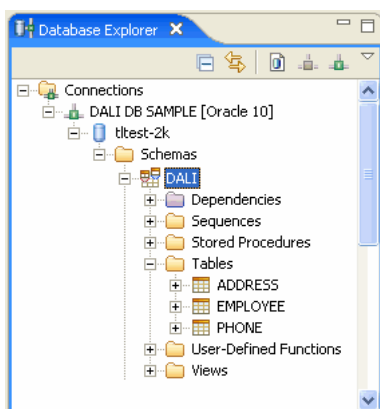 Database Explorer
Connections
DALI DB SAMPLE [Oracle 10]
tltest-2k
Schemas
DALI
Dependencies
Sequences
Stored Procedures
Tables
ADDRESS
EMPLOYEE
PHONE
User-Defined Functions
Views